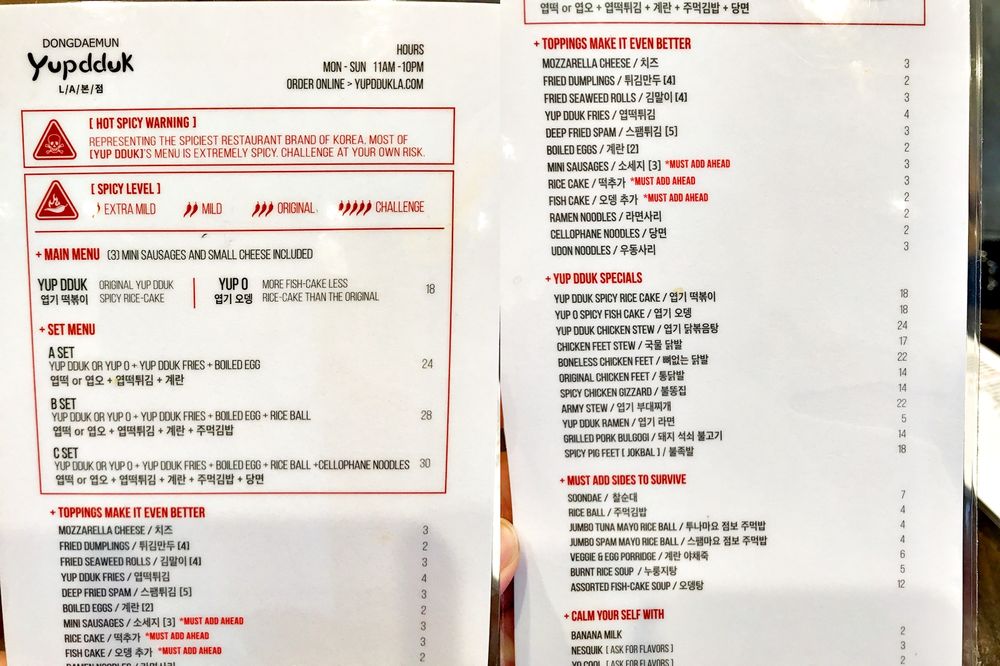 DONGDAEMUN
Yupdduk
L/A/본/점
HOURS
MON - SUN 11AM -10PM
ORDER ONLINE > YUPDDUKLA.COM
[ HOT SPICY WARNING ]
REPRESENTING THE SPICIEST RESTAURANT BRAND OF KOREA, MOST OF
[YUP DDUK]'S MENU IS EXTREMELY SPICY. CHALLENGE AT YOUR OWN RISK.
[ SPICY LEVEL ]
EXTRA MILD MILD ORIGINAL CHALLENGE
+ MAIN MENU (3) MINI SAUSAGES AND SMALL CHEESE INCLUDED
YUP DDUK ORIGINAL YUP DDUK YUP O MORE FISH-CAKE LESS 18
엽기 떡볶이 SPICY RICE-CAKE 엽기 오뎅 RICE-CAKE THAN THE ORIGINAL
+ SET MENU
A SET
YUP DDUK OR YUP O + YUP DDUK FRIES + BOILED EGG 24
엽떡 or 엽오 + 엽떡튀김 + 계란
B SET
YUP DDUK OR YUP O + YUP DDUK FRIES + BOILED EGG + RICE BALL 28
엽떡 or 엽오 + 엽떡튀김 + 계란 + 주먹김밥
C SET
YUP DDUK OR YUP O + YUP DDUK FRIES + BOILED EGG + RICE BALL +CELLOPHANE NOODLES 30
엽떡 or 엽오 + 엽떡튀김 + 계란 + 주먹김밥 + 당면
+ TOPPINGS MAKE IT EVEN BETTER
MOZZARELLA CHEESE / 치즈 3
FRIED DUMPLINGS / 튀김만두 [4] 2
FRIED SEAWEED ROLLS / 김말이 [4] 3
YUP DDUK FRIES / 엽떡튀김 4
DEEP FRIED SPAM / 스팸튀김 [5] 3
BOILED EGGS / 계란 [2] 2
MINI SAUSAGES / 소세지 [3] *MUST ADD AHEAD 3
RICE CAKE / 떡추가 *MUST ADD AHEAD 3
FISH CAKE / 오뎅 추가 *MUST ADD AHEAD 2
RAMEN NOODLES / 라면사리
엽떡 or 엽오 + 엽떡튀김 + 계란 + 주먹김밥 + 당면
+ TOPPINGS MAKE IT EVEN BETTER
MOZZARELLA CHEESE / 치즈 3
FRIED DUMPLINGS / 튀김만두 [4] 2
FRIED SEAWEED ROLLS / 김말이 [4] 3
YUP DDUK FRIES / 엽떡튀김 4
DEEP FRIED SPAM / 스팸튀김 [5] 3
BOILED EGGS / 계란 [2] 2
MINI SAUSAGES / 소세지 [3] *MUST ADD AHEAD 3
RICE CAKE / 떡추가 *MUST ADD AHEAD 3
FISH CAKE / 오뎅 추가 *MUST ADD AHEAD 2
RAMEN NOODLES / 라면사리 2
CELLOPHANE NOODLES / 당면 2
UDON NOODLES / 우동사리 3
+ YUP DDUK SPECIALS
YUP DDUK SPICY RICE CAKE / 엽기 떡볶이 18
YUP O SPICY FISH CAKE / 엽기 오뎅 18
YUP DDUK CHICKEN STEW / 엽기 닭볶음탕 24
CHICKEN FEET STEW / 국물 닭발 17
BONELESS CHICKEN FEET / 뼈없는 닭발 22
ORIGINAL CHICKEN FEET / 통닭발 14
SPICY CHICKEN GIZZARD / 불똥집 14
ARMY STEW / 엽기 부대찌개 22
YUP DDUK RAMEN / 엽기 라면 5
GRILLED PORK BULGOGI / 돼지 석쇠 불고기 14
SPICY PIG FEET [ JOKBAL ] / 불족발 18
+ MUST ADD SIDES TO SURVIVE
SOONDAE / 찰순대 7
RICE BALL / 주먹김밥 4
JUMBO TUNA MAYO RICE BALL / 투나마요 점보 주먹밥 4
JUMBO SPAM MAYO RICE BALL / 스팸마요 점보 주먹밥 4
VEGGIE & EGG PORRIDGE / 계란 야채죽 6
BURNT RICE SOUP / 누룽지탕 5
ASSORTED FISH-CAKE SOUP / 오뎅탕 12
+ CALM YOUR SELF WITH
BANANA MILK 2
NESQUIK [ ASK FOR FLAVORS ] 3
YO COOL [ ASK FOR FLAVORS ] 2